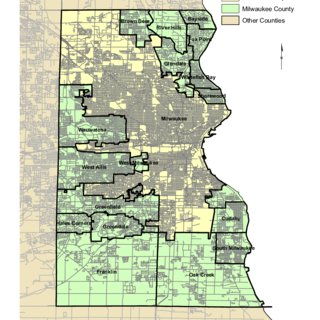 Milwaukee County
Other Counties
Bayside
Brown Deer
River Hills
Fox Point
Glendale
Whitefish Bay
Shorewood
Wauwatosa
Milwaukee
West Milwaukee
West Allis
Greenfield
Hales Corners
Greendale
Cudahy
South Milwaukee
Franklin
Oak Creek